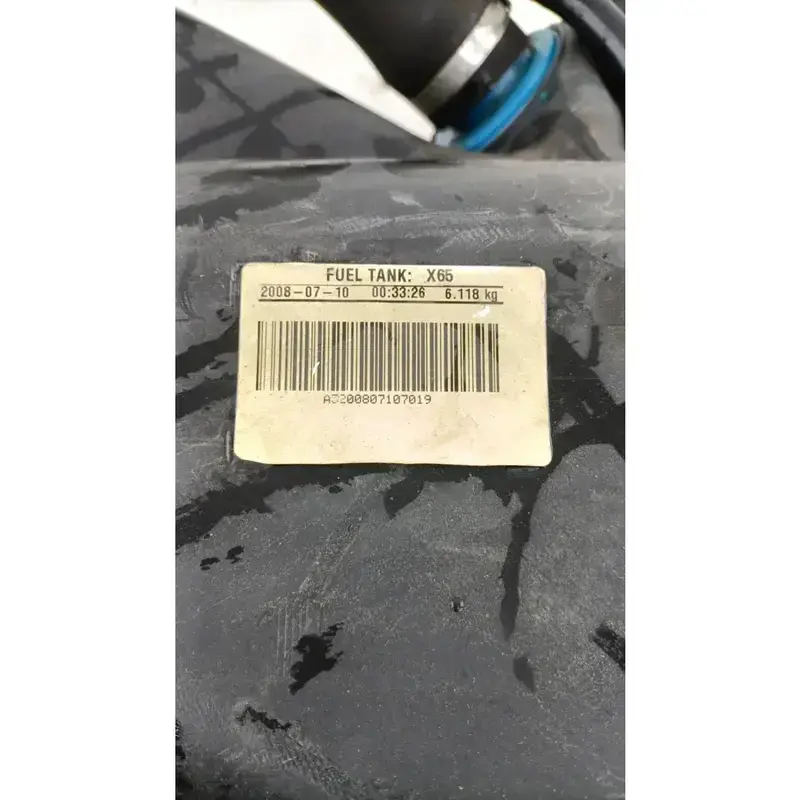 FUEL TANK: X65
2008-07-10 00:33:26 6.118 kg
AJ200807107019